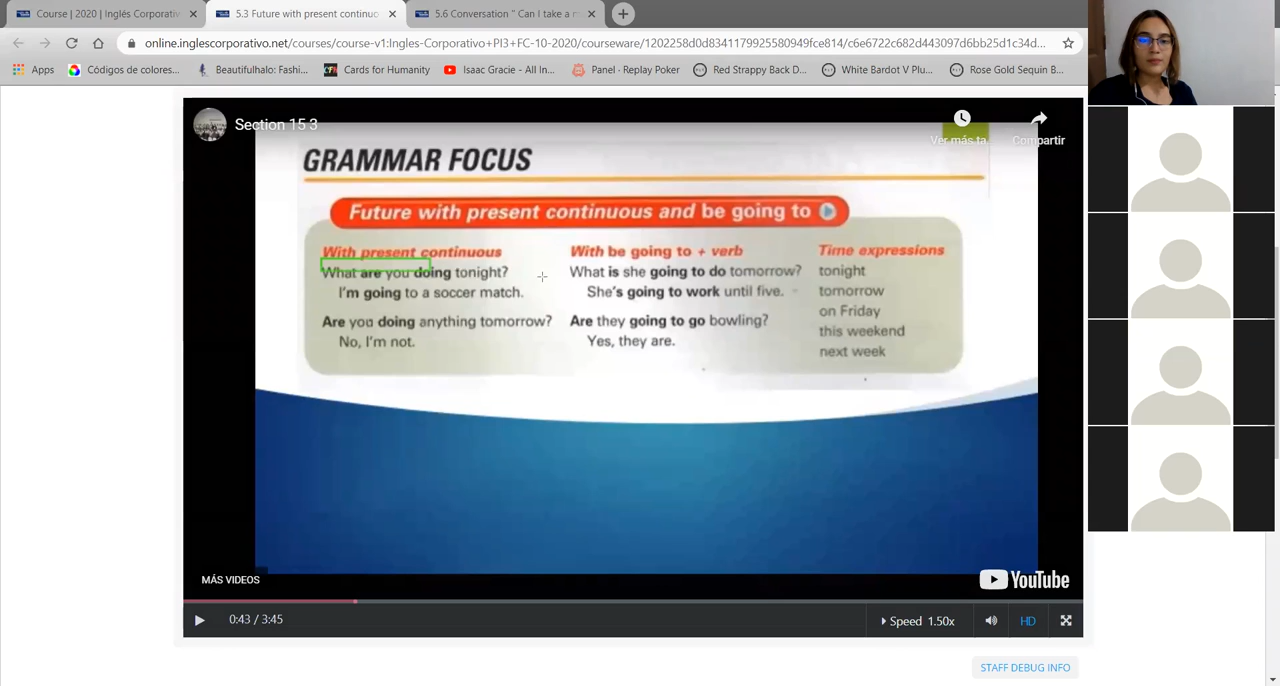 Course | 2020 | Inglés Corporativ
5.3 Future with present continuo
5.6 Conversation " Can I take a m
online.inglescorporativo.net/courses/course-v1:Ingles-Corporativo+PI3+FC-10-2020/courseware/1202258d0d8341179925580949fce814/c6e6722c682d443097d6bb25d1c34d...
Apps
Códigos de colores...
Beautifulhalo: Fashi...
Cards for Humanity
Isaac Gracie - All In...
Panel · Replay Poker
Red Strappy Back D...
White Bardot V Plu...
Rose Gold Sequin B...
Section 15 3
Ver más ta
Compartir
GRAMMAR FOCUS
Future with present continuous and be going to
With present continuous
What are you doing tonight?
I'm going to a soccer match.
Are you doing anything tomorrow?
No, I'm not.
With be going to + verb
What is she going to do tomorrow?
She's going to work until five.
Are they going to go bowling?
Yes, they are.
Time expressions
tonight
tomorrow
on Friday
this weekend
next week
MÁS VIDEOS
YouTube
0:43 / 3:45
Speed 1.50x
HD
STAFF DEBUG INFO